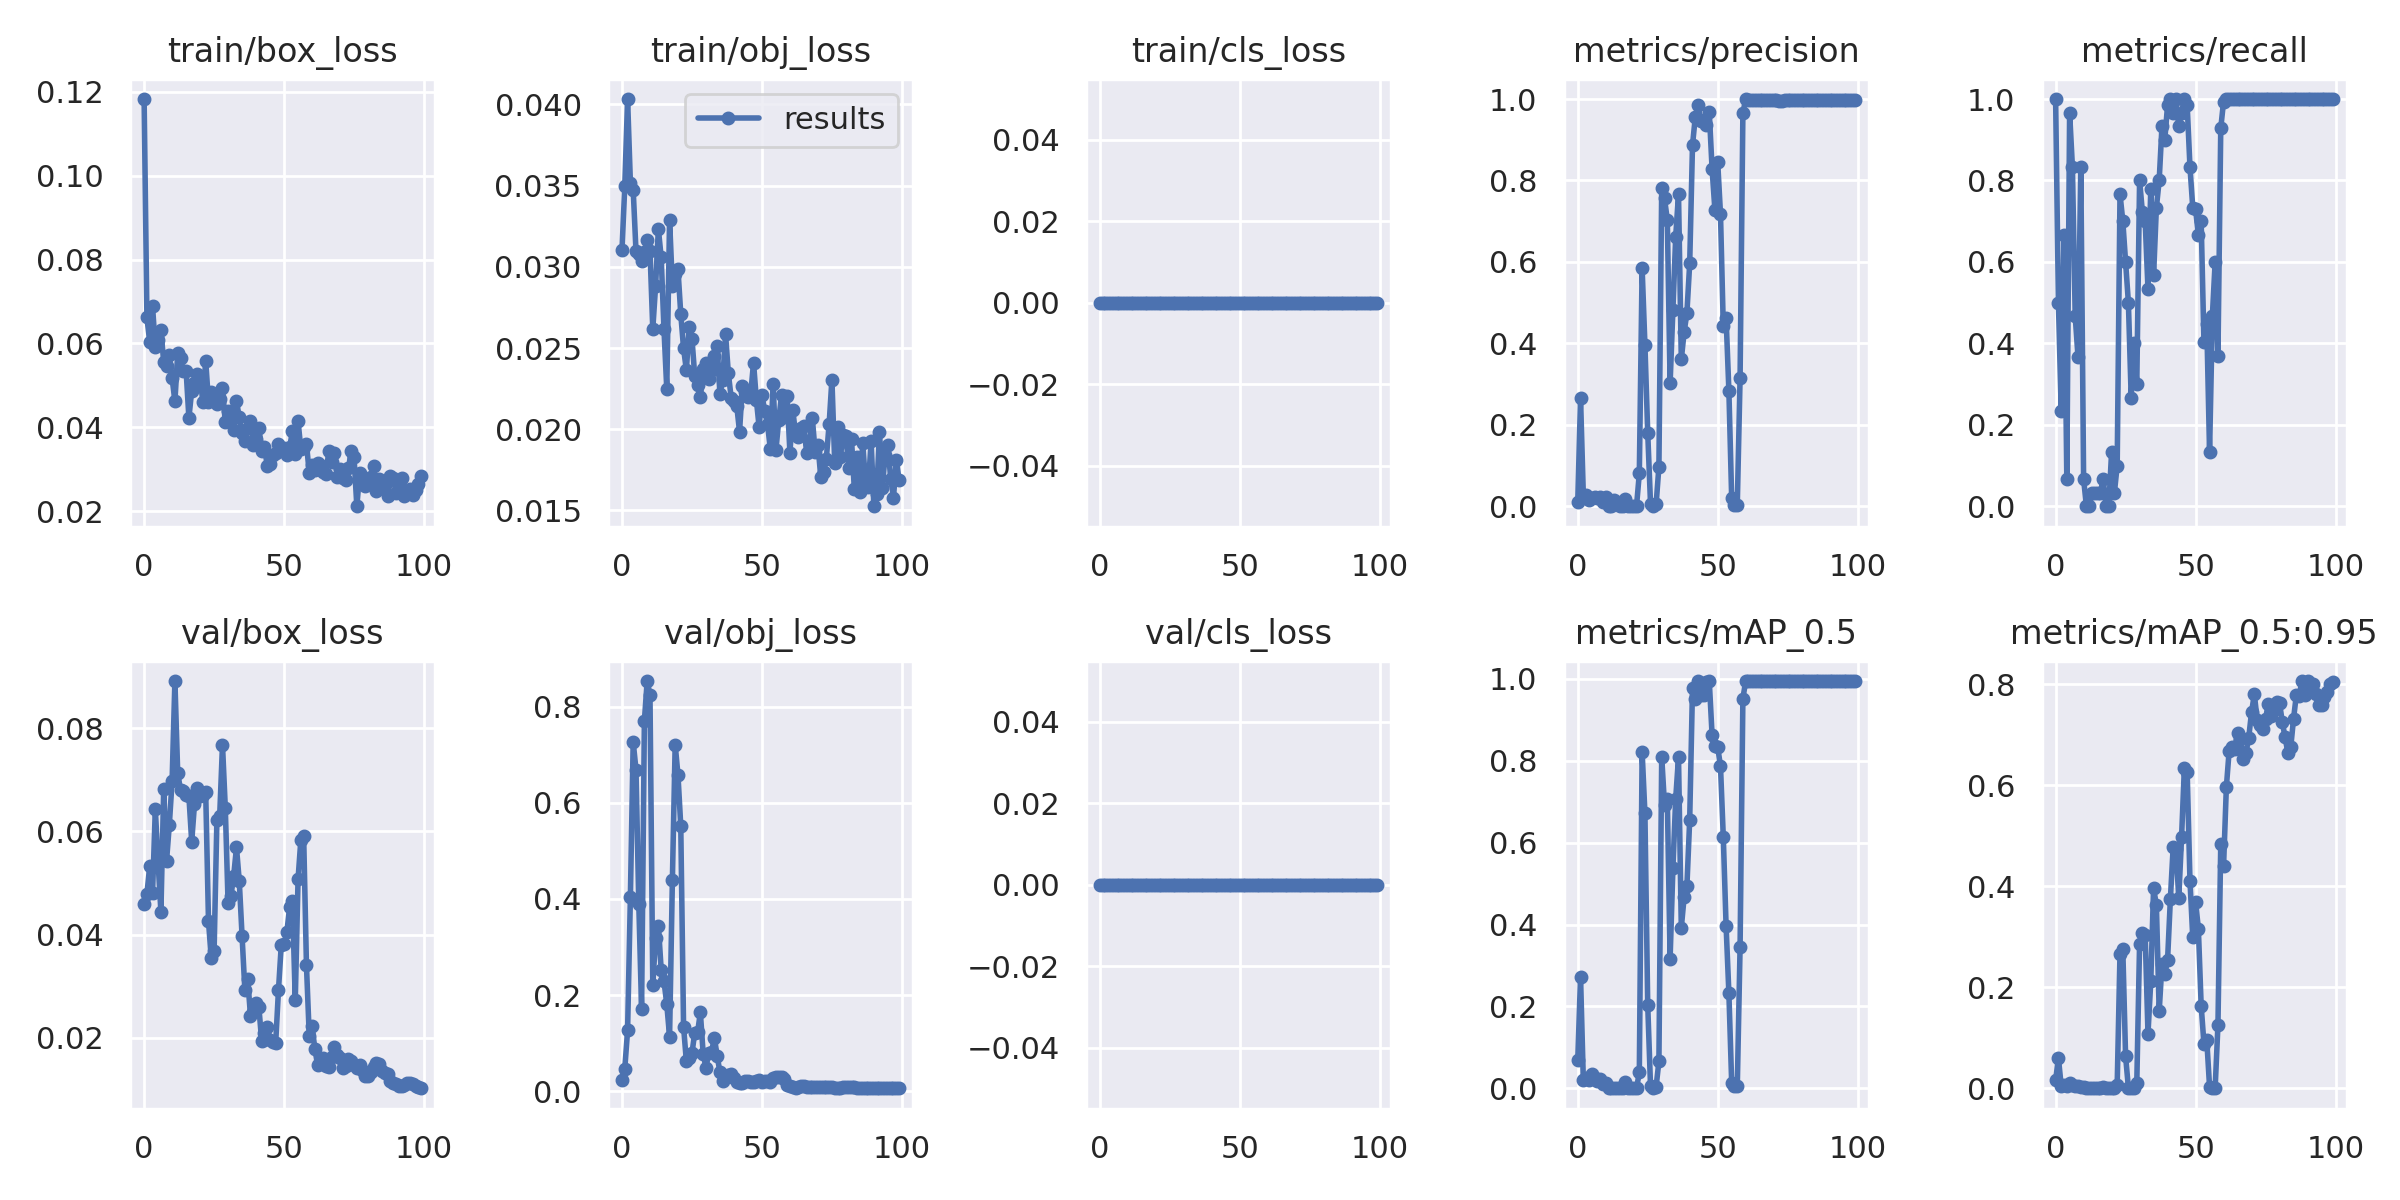 train/box_loss
0.12
0.10
0.08
0.06
0.04
0.02
0 50 100
train/obj_loss
results
0.040
0.035
0.030
0.025
0.020
0.015
0 50 100
train/cls_loss
0.04
0.02
0.00
−0.02
−0.04
0 50 100
metrics/precision
1.0
0.8
0.6
0.4
0.2
0.0
0 50 100
metrics/recall
1.0
0.8
0.6
0.4
0.2
0.0
0 50 100
val/box_loss
0.08
0.06
0.04
0.02
0 50 100
val/obj_loss
0.8
0.6
0.4
0.2
0.0
0 50 100
val/cls_loss
0.04
0.02
0.00
−0.02
−0.04
0 50 100
metrics/mAP_0.5
1.0
0.8
0.6
0.4
0.2
0.0
0 50 100
metrics/mAP_0.5:0.95
0.8
0.6
0.4
0.2
0.0
0 50 100